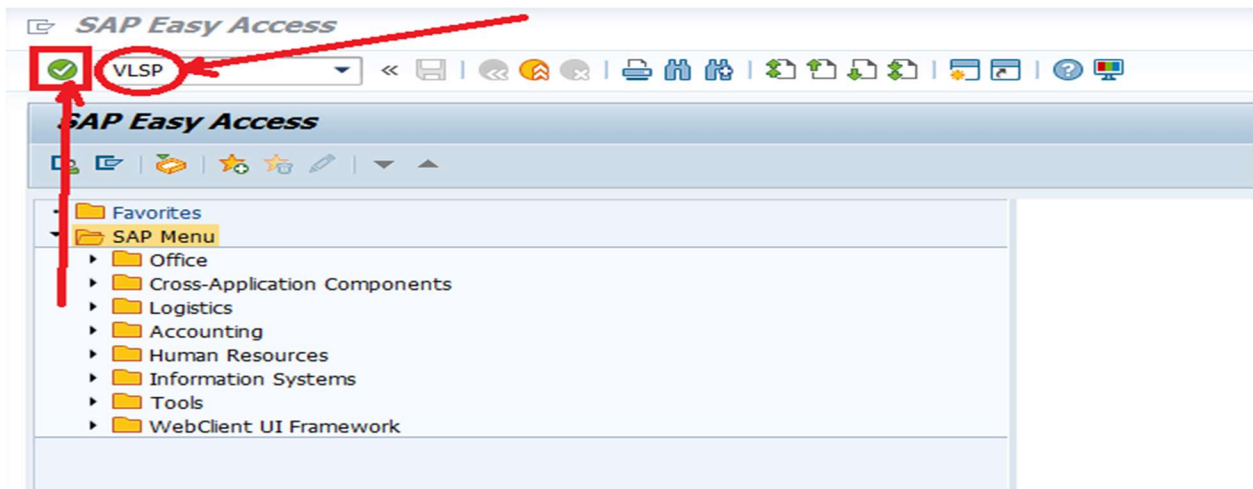 SAP Easy Access
VLSP
SAP Easy Access
Favorites
SAP Menu
Office
Cross-Application Components
Logistics
Accounting
Human Resources
Information Systems
Tools
WebClient UI Framework